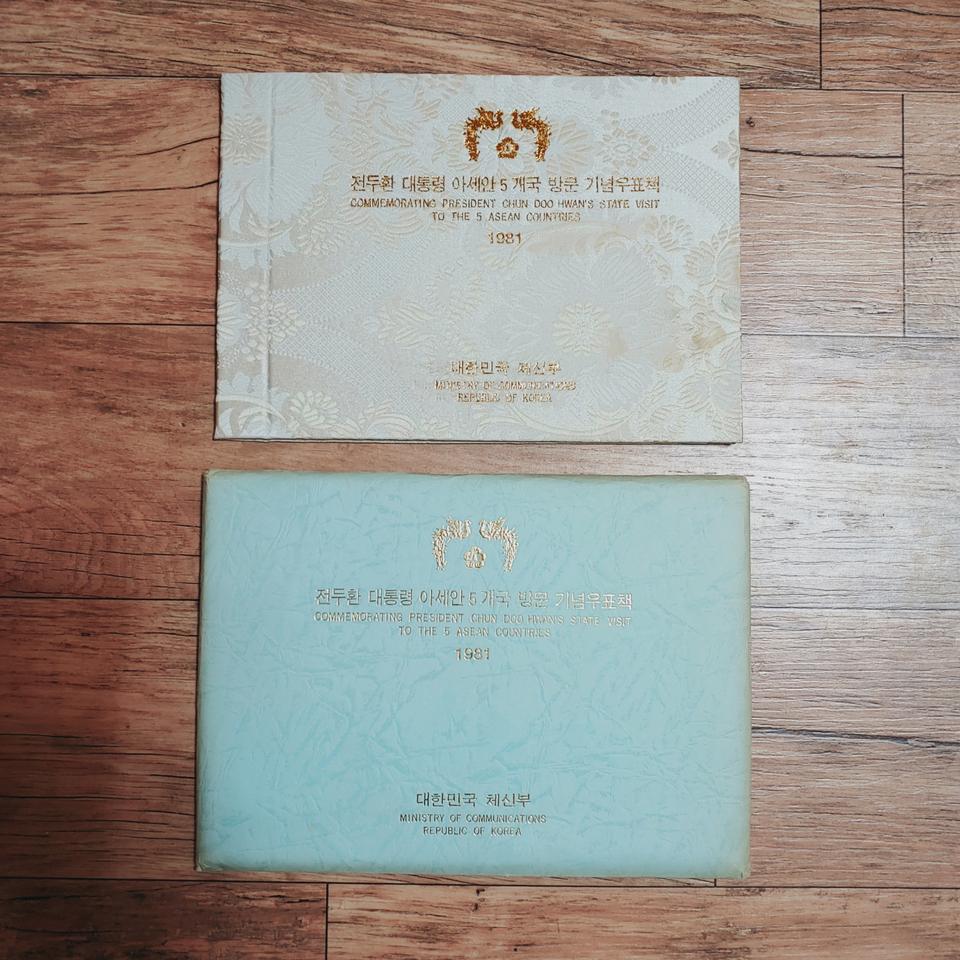 전두환 대통령 아세안 5 개국 방문 기념우표책
COMMEMORATING PRESIDENT CHUN DOO HWAN'S STATE VISIT
TO THE 5 ASEAN COUNTRIES
1981
대한민국 체신부
MINISTRY OF COMMUNICATIONS
REPUBLIC OF KOREA
전두환 대통령 아세안 5 개국 방문 기념우표책
COMMEMORATING PRESIDENT CHUN DOO HWAN'S STATE VISIT
TO THE 5 ASEAN COUNTRIES
1981
대한민국 체신부
MINISTRY OF COMMUNICATIONS
REPUBLIC OF KOREA